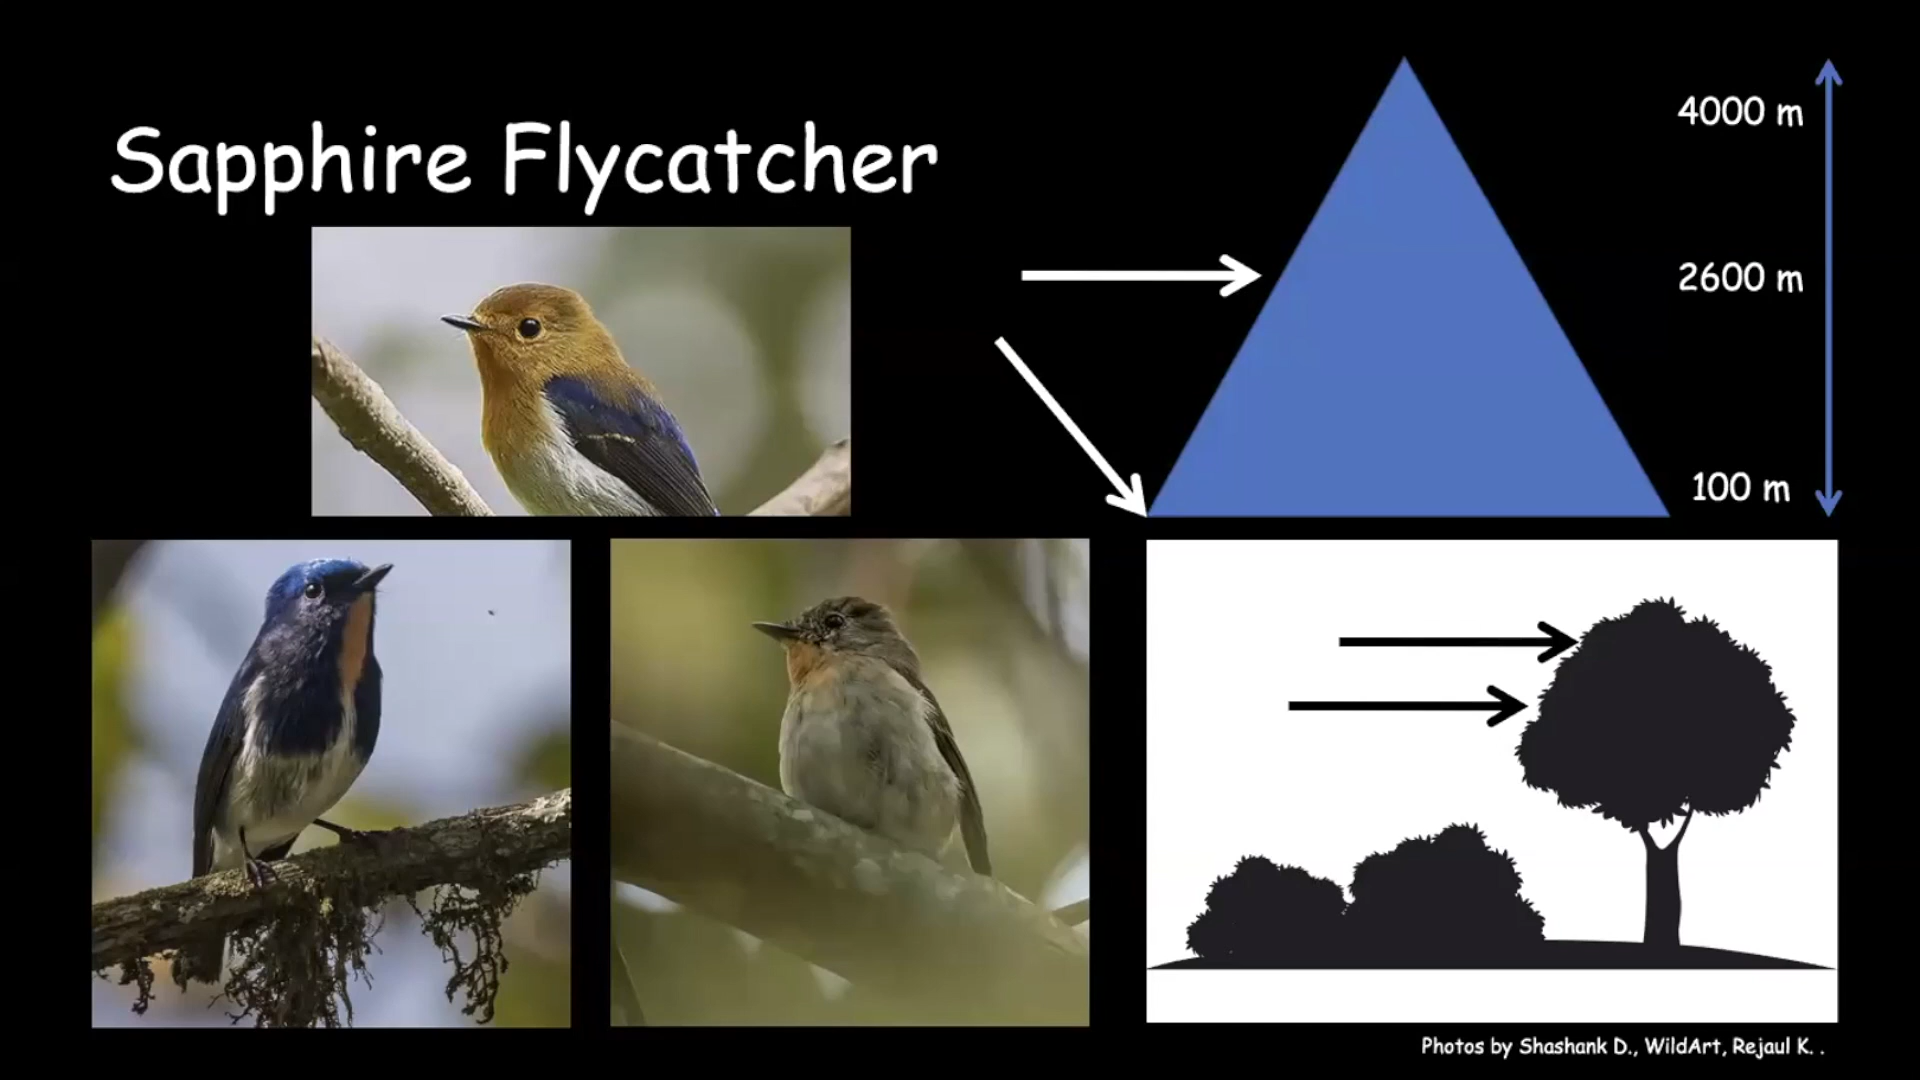 Sapphire Flycatcher
4000 m
2600 m
100 m
Photos by Shashank D., WildArt, Rejaul K. .